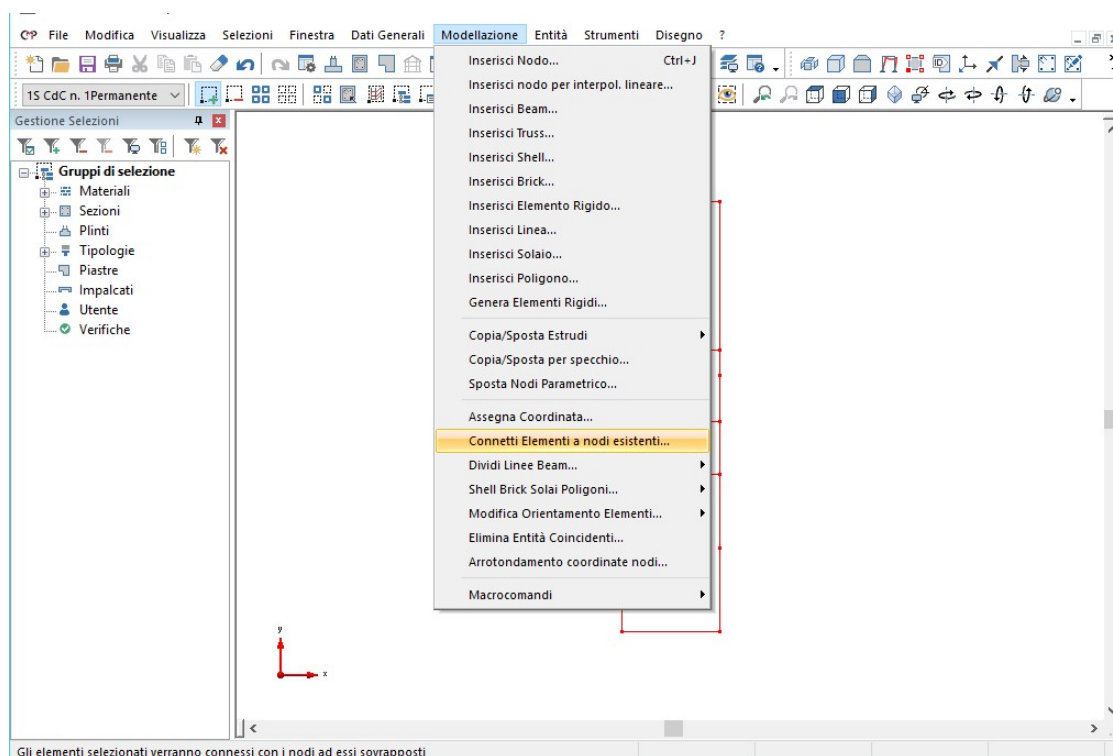 File Modifica Visualizza Selezioni Finestra Dati Generali Modellazione Entità Strumenti Disegno ?
1S CdC n. 1Permanente
Gestione Selezioni
Gruppi di selezione
Materiali
Sezioni
Plinti
Tipologie
Piastre
Impalcati
Utente
Verifiche
Inserisci Nodo... Ctrl+J
Inserisci nodo per interpol. lineare...
Inserisci Beam...
Inserisci Truss...
Inserisci Shell...
Inserisci Brick...
Inserisci Elemento Rigido...
Inserisci Linea...
Inserisci Solaio...
Inserisci Poligono...
Genera Elementi Rigidi...
Copia/Sposta Estrudi
Copia/Sposta per specchio...
Sposta Nodi Parametrico...
Assegna Coordinata...
Connetti Elementi a nodi esistenti...
Dividi Linee Beam...
Shell Brick Solai Poligoni...
Modifica Orientamento Elementi...
Elimina Entità Coincidenti...
Arrotondamento coordinate nodi...
Macrocomandi
y
x
Gli elementi selezionati verranno connessi con i nodi ad essi sovrapposti